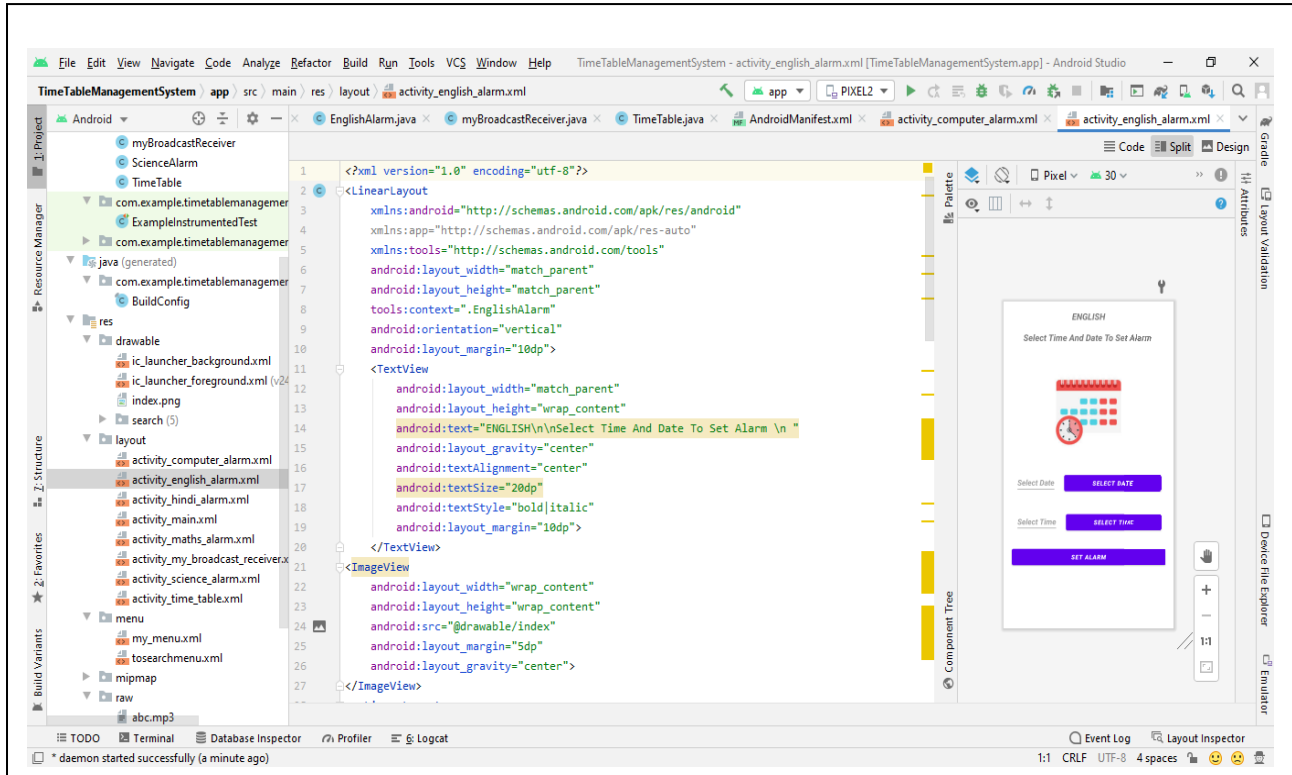 File Edit View Navigate Code Analyze Refactor Build Run Tools VCS Window Help TimeTableManagementSystem - activity_english_alarm.xml [TimeTableManagementSystem.app] - Android Studio
TimeTableManagementSystem app src main res layout activity_english_alarm.xml app PIXEL2
Android EnglishAlarm.java myBroadcastReceiver.java TimeTable.java AndroidManifest.xml activity_computer_alarm.xml activity_english_alarm.xml
Code Split Design
1: Project
Resource Manager
Z: Structure
2: Favorites
Build Variants
myBroadcastReceiver
ScienceAlarm
TimeTable
com.example.timetablemanagemer
ExampleInstrumentedTest
com.example.timetablemanagemer
java (generated)
com.example.timetablemanagemer
BuildConfig
res
drawable
ic_launcher_background.xml
ic_launcher_foreground.xml (v24
index.png
search (5)
layout
activity_computer_alarm.xml
activity_english_alarm.xml
activity_hindi_alarm.xml
activity_main.xml
activity_maths_alarm.xml
activity_my_broadcast_receiver.x
activity_science_alarm.xml
activity_time_table.xml
menu
my_menu.xml
tosearchmenu.xml
mipmap
raw
abc.mp3
1 <?xml version="1.0" encoding="utf-8"?>
2 <LinearLayout
3 xmlns:android="http://schemas.android.com/apk/res/android"
4 xmlns:app="http://schemas.android.com/apk/res-auto"
5 xmlns:tools="http://schemas.android.com/tools"
6 android:layout_width="match_parent"
7 android:layout_height="match_parent"
8 tools:context=".EnglishAlarm"
9 android:orientation="vertical"
10 android:layout_margin="10dp">
11 <TextView
12 android:layout_width="match_parent"
13 android:layout_height="wrap_content"
14 android:text="ENGLISH\n\nSelect Time And Date To Set Alarm \n "
15 android:layout_gravity="center"
16 android:textAlignment="center"
17 android:textSize="20dp"
18 android:textStyle="bold|italic"
19 android:layout_margin="10dp">
20 </TextView>
21 <ImageView
22 android:layout_width="wrap_content"
23 android:layout_height="wrap_content"
24 android:src="@drawable/index"
25 android:layout_margin="5dp"
26 android:layout_gravity="center">
27 </ImageView>
Palette
Component Tree
Pixel 30
ENGLISH
Select Time And Date To Set Alarm
Select Date SELECT DATE
Select Time SELECT TIME
SET ALARM
1:1
Attributes
Gradle
Layout Validation
Device File Explorer
Emulator
TODO Terminal Database Inspector Profiler 6: Logcat Event Log Layout Inspector
* daemon started successfully (a minute ago) 1:1 CRLF UTF-8 4 spaces